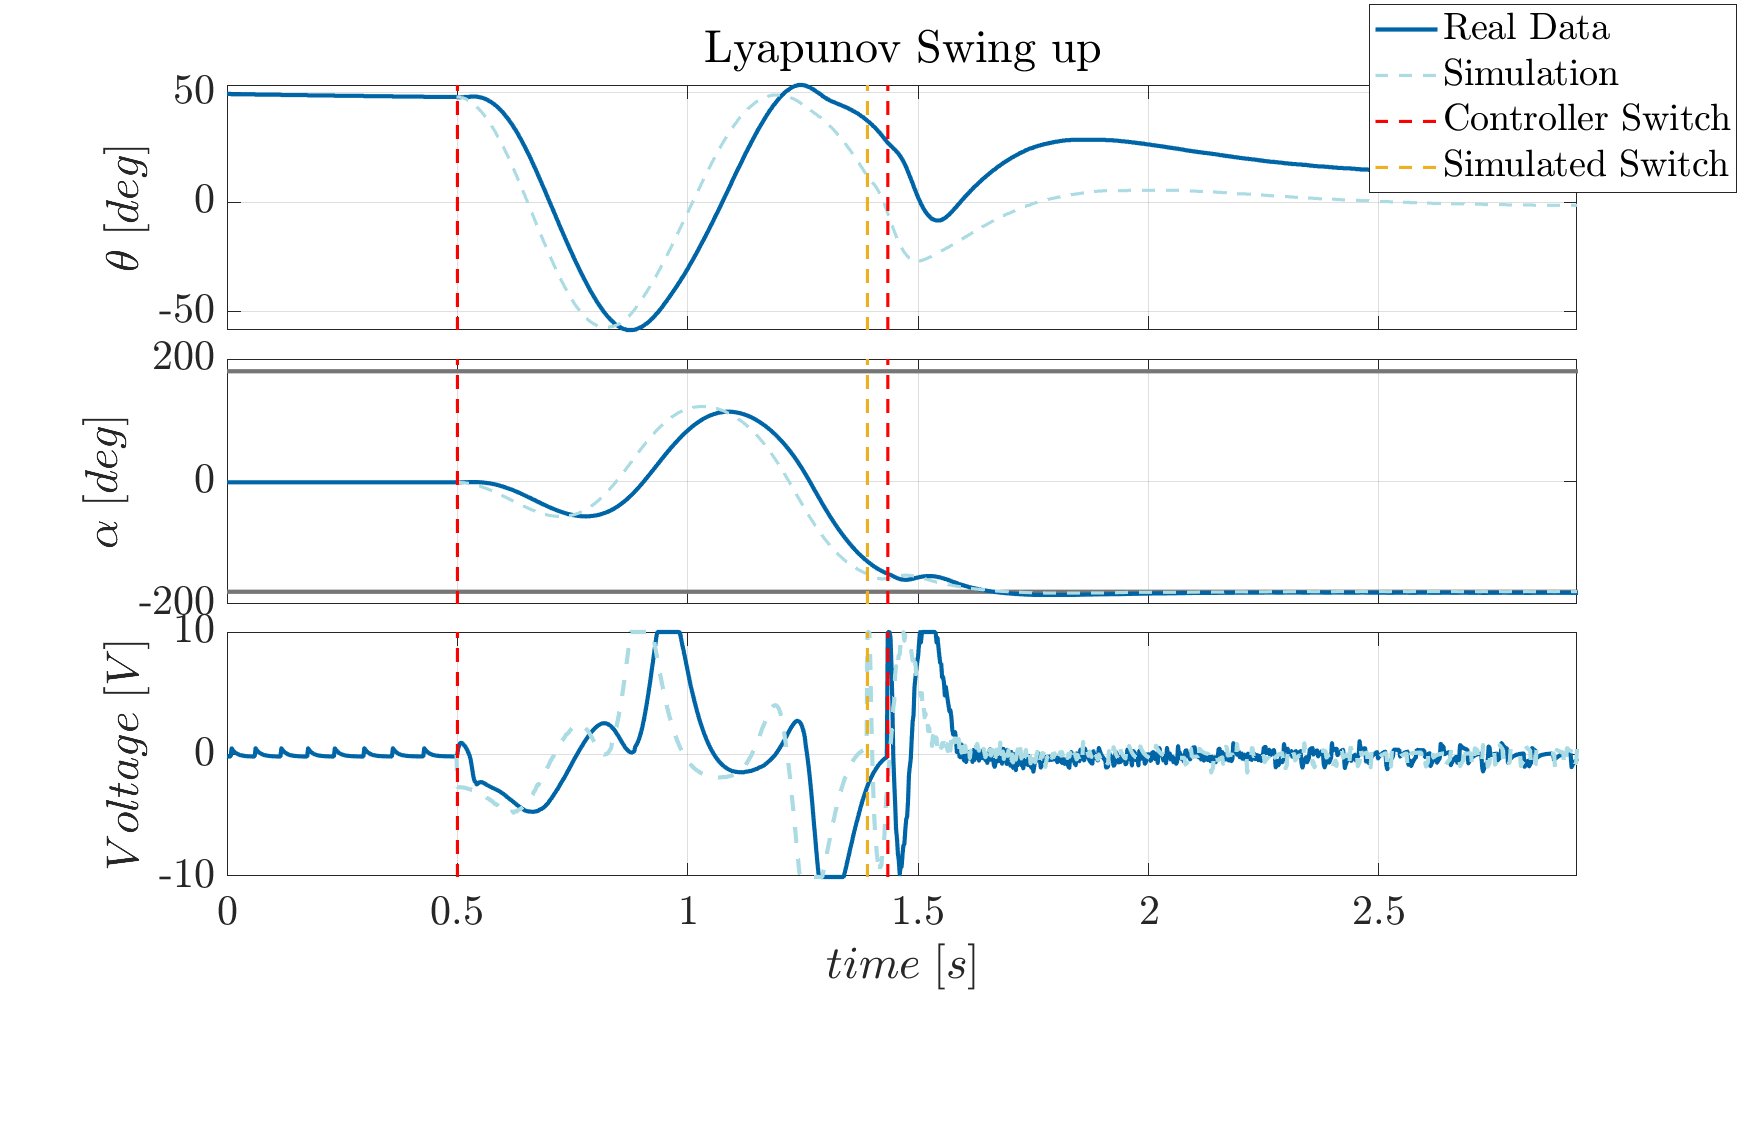 Lyapunov Swing up
Real Data
Simulation
Controller Switch
Simulated Switch
50
0
-50
θ [deg]
200
0
-200
α [deg]
10
0
-10
Voltage [V]
0
0.5
1
1.5
2
2.5
time [s]